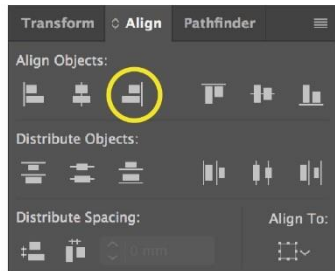 Transform Align Pathfinder
Align Objects:
Distribute Objects:
Distribute Spacing: Align To:
0 mm